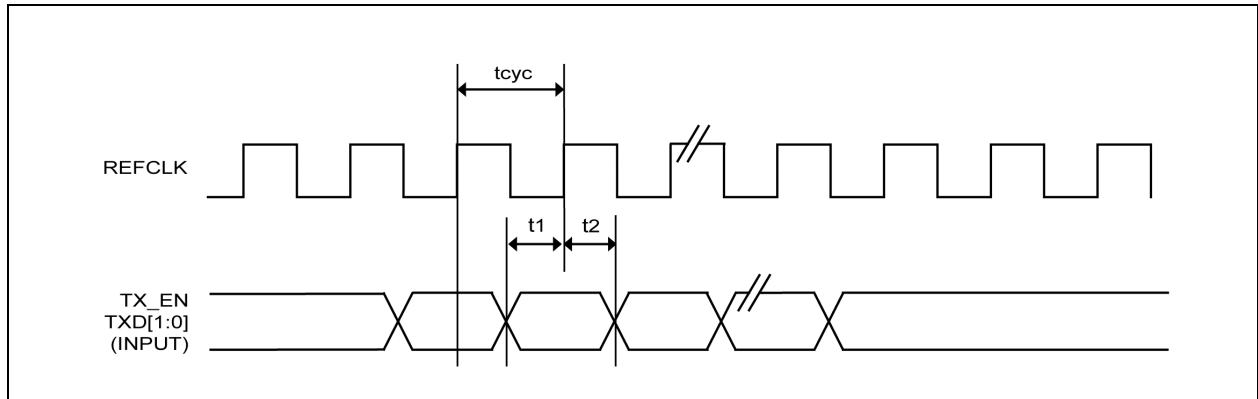 tcyc
REFCLK
t1 t2
TX_EN
TXD[1:0]
(INPUT)